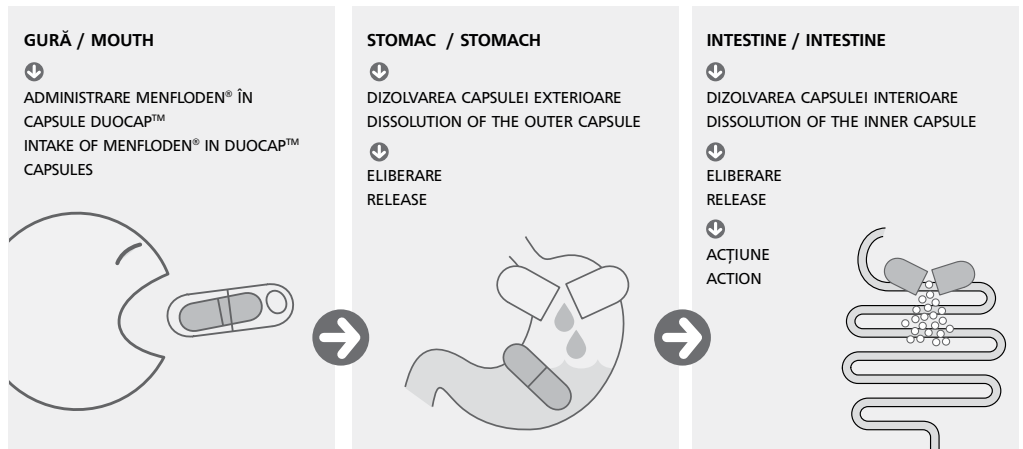 GURĂ / MOUTH
ADMINISTRARE MENFLODEN® ÎN
CAPSULE DUOCAP™
INTAKE OF MENFLODEN® IN DUOCAP™
CAPSULES
STOMAC / STOMACH
DIZOLVAREA CAPSULEI EXTERIOARE
DISSOLUTION OF THE OUTER CAPSULE
ELIBERARE
RELEASE
INTESTINE / INTESTINE
DIZOLVAREA CAPSULEI INTERIOARE
DISSOLUTION OF THE INNER CAPSULE
ELIBERARE
RELEASE
ACȚIUNE
ACTION